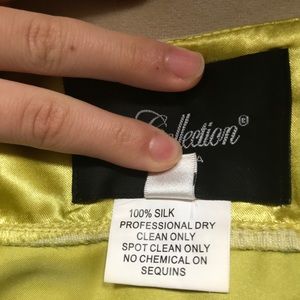 Collection®
100% SILK
PROFESSIONAL DRY
CLEAN ONLY
SPOT CLEAN ONLY
NO CHEMICAL ON
SEQUINS